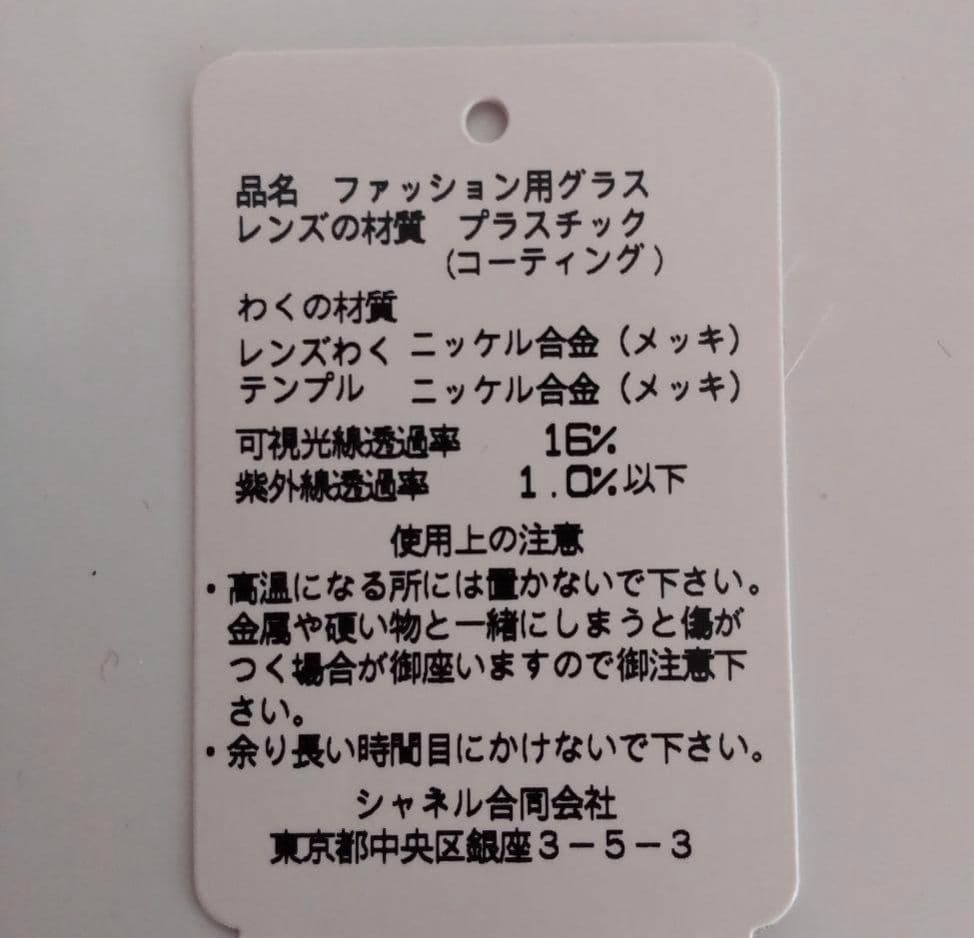 品名 ファッション用グラス
レンズの材質 プラスチック
(コーティング)
わくの材質
レンズわく ニッケル合金（メッキ）
テンプル ニッケル合金（メッキ）
可視光線透過率 16%
紫外線透過率 1.0%以下
使用上の注意
・高温になる所には置かないで下さい。
金属や硬い物と一緒にしまうと傷が
つく場合が御座いますので御注意下
さい。
・余り長い時間目にかけないで下さい。
シャネル合同会社
東京都中央区銀座３－５－３